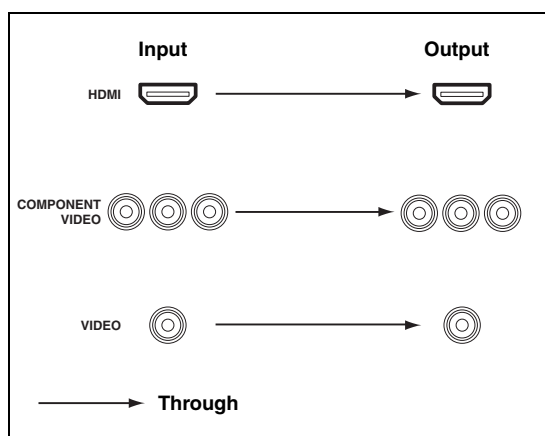 Input Output
HDMI
COMPONENT
VIDEO
VIDEO
Through